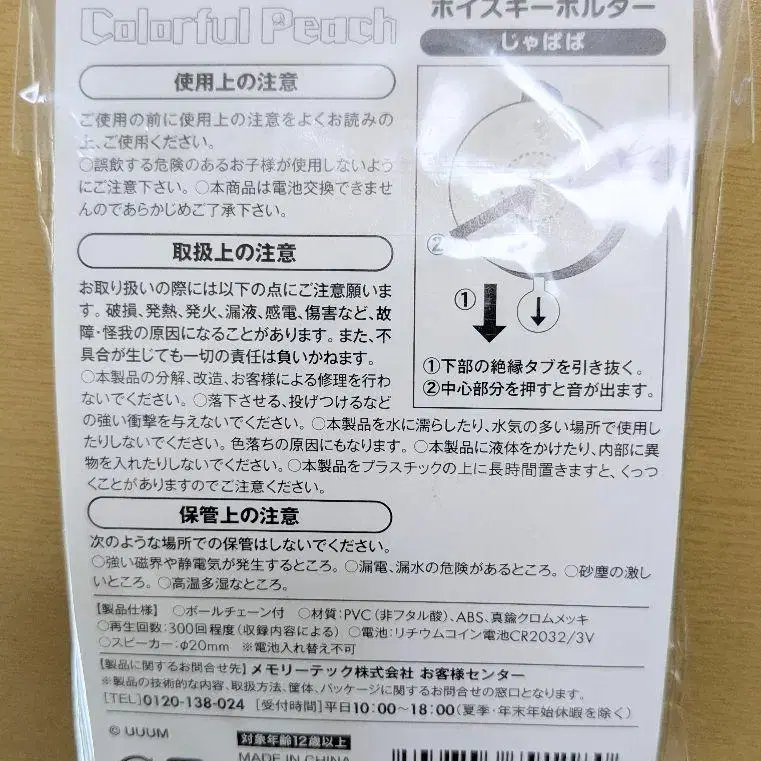 Colorful Peach
ボイスキーホルダー
じゃぱぱ
使用上の注意
ご使用の前に使用上の注意をよくお読みの
上、ご使用ください。
○誤飲する危険のあるお子様が使用しないよう
にご注意下さい。○本商品は電池交換できませ
んのであらかじめご了承下さい。
取扱上の注意
お取り扱いの際には以下の点にご注意願いま
す。破損、発熱、発火、漏液、感電、傷害など、故
障・怪我の原因になることがあります。また、不
具合が生じても一切の責任は負いかねます。
○本製品の分解、改造、お客様による修理を行わ
ないでください。○落下させる、投げつけるなど
の強い衝撃を与えないでください。○本製品を水に濡らしたり、水気の多い場所で使用し
たりしないでください。色落ちの原因にもなります。○本製品に液体をかけたり、内部に異
物を入れたりしないでください。○本製品をプラスチックの上に長時間置きますと、くっつ
くことがありますのでご注意ください。
②
①
①下部の絶縁タブを引き抜く。
②中心部分を押すと音が出ます。
保管上の注意
次のような場所での保管はしないでください。
○強い磁界や静電気が発生するところ。○漏電、漏水の危険があるところ。○砂塵の激し
いところ。○高温多湿なところ。
【製品仕様】 ○ボールチェーン付 ○材質:PVC(非フタル酸)、ABS、真鍮クロムメッキ
○再生回数:300回程度(収録内容による) ○電池:リチウムコイン電池CR2032/3V
○スピーカー:φ20mm ※電池入れ替え不可
【製品に関するお問合せ先】メモリーテック株式会社 お客様センター
※製品の技術的な内容、取扱方法、筐体、パッケージに関するお問合せの窓口となります。
[TEL]0120-138-024 [受付時間]平日10:00~18:00(夏季・年末年始休暇を除く)
© UUUM
対象年齢12歳以上
MADE IN CHINA